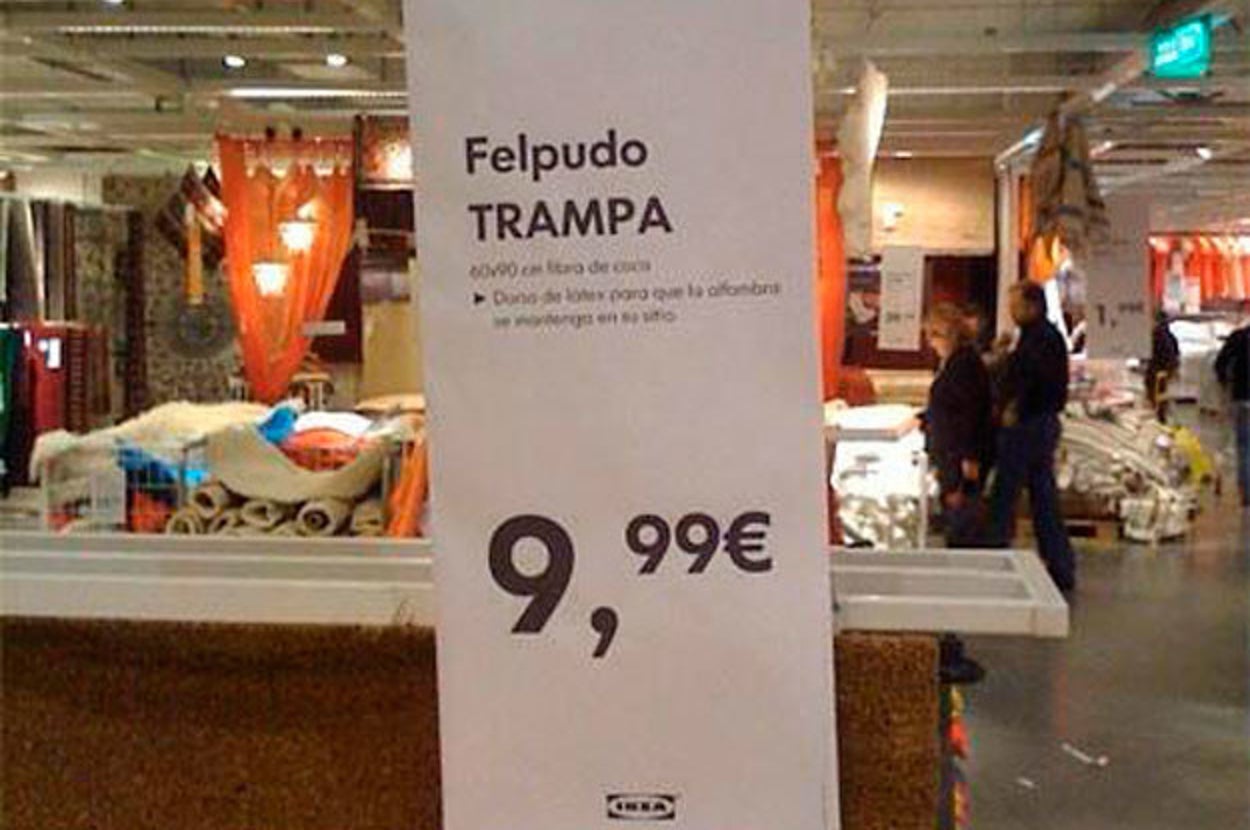 Felpudo
TRAMPA
60x90 cm fibra de coco
► Dorso de látex para que la alfombra
se mantenga en su sitio
9,99€
IKEA
1,